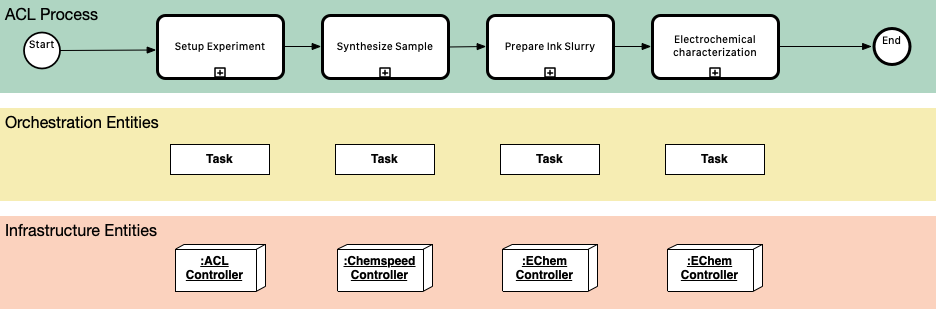 ACL Process
Start
Setup Experiment
Synthesize Sample
Prepare Ink Slurry
Electrochemical
characterization
End
Orchestration Entities
Task
Task
Task
Task
Infrastructure Entities
:ACL
Controller
:Chemspeed
Controller
:EChem
Controller
:EChem
Controller